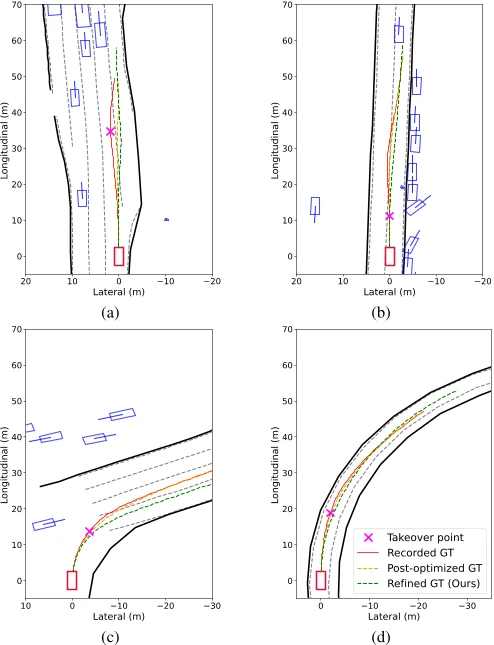 70
60
50
40
30
20
10
0
Longitudinal (m)
20 10 0 −10 −20
Lateral (m)
(a)
70
60
50
40
30
20
10
0
Longitudinal (m)
20 10 0 −10 −20
Lateral (m)
(b)
70
60
50
40
30
20
10
0
Longitudinal (m)
10 0 −10 −20 −30
Lateral (m)
(c)
70
60
50
40
30
20
10
0
Longitudinal (m)
Takeover point
Recorded GT
Post-optimized GT
Refined GT (Ours)
0 −10 −20 −30
Lateral (m)
(d)